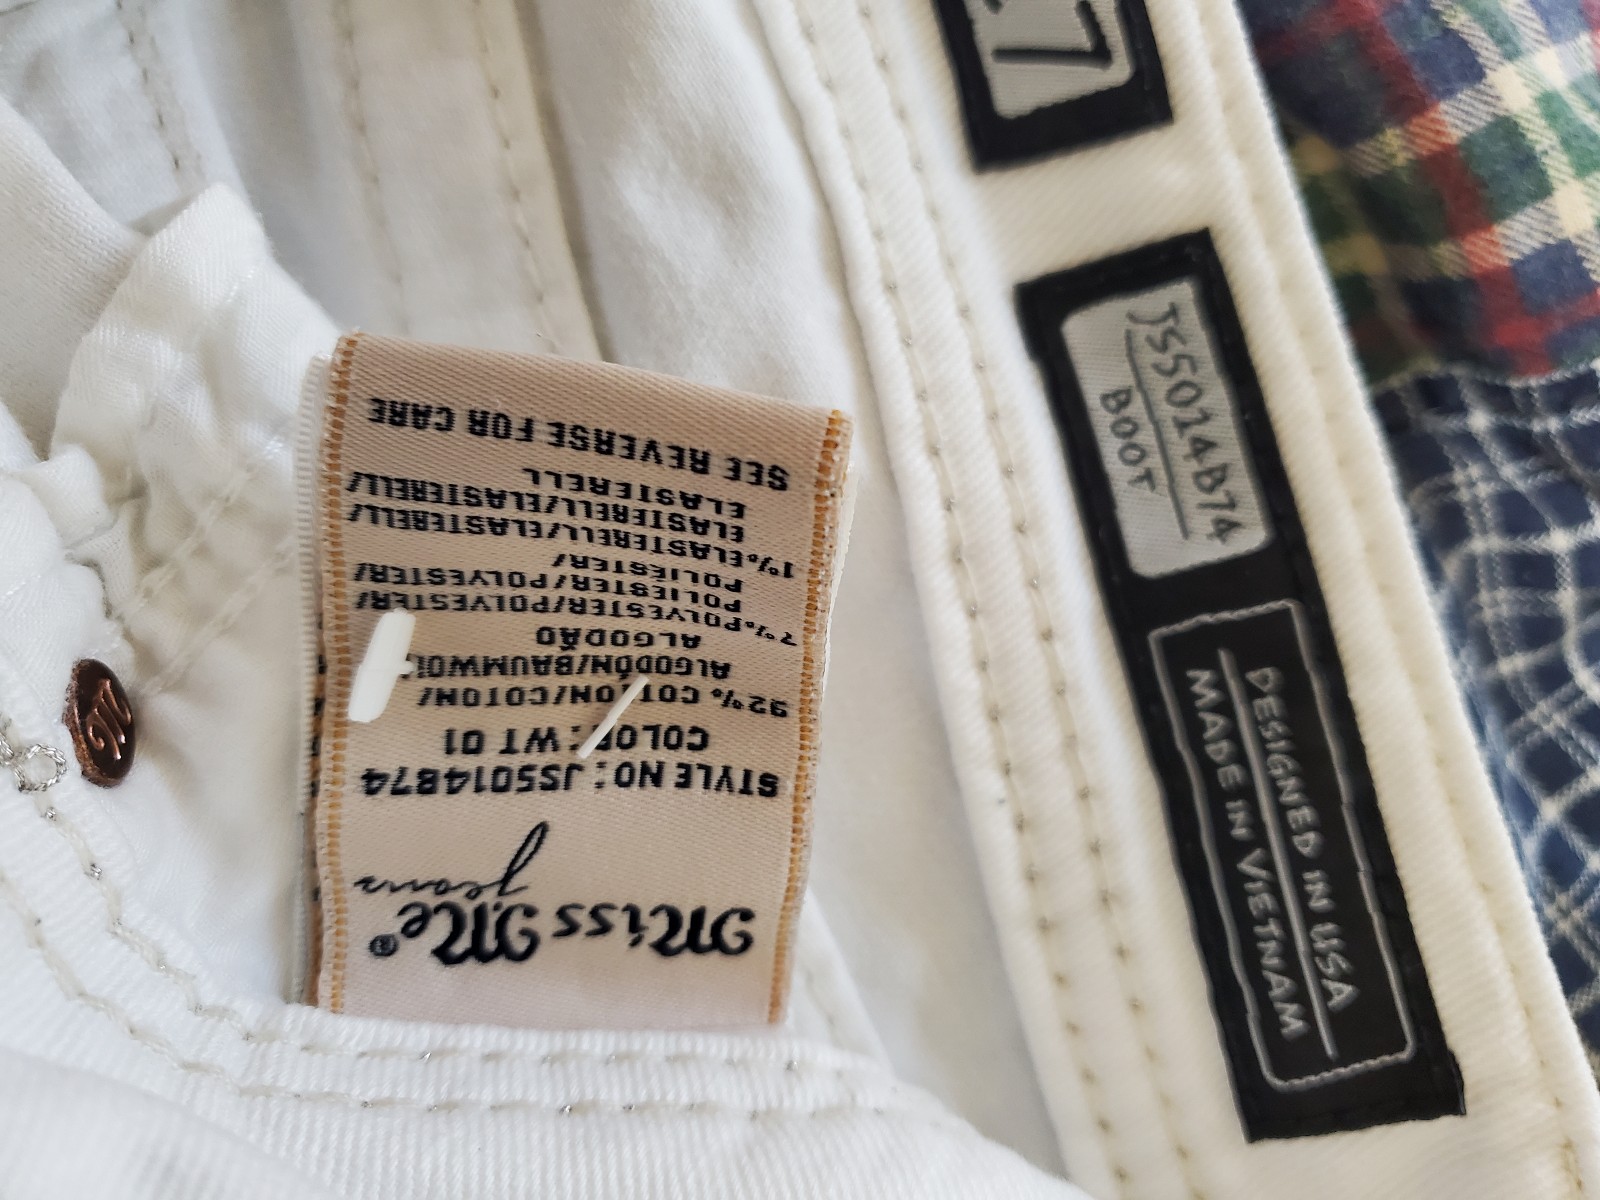 Miss Me®
Jeans
STYLE NO: JS5014B74
COLOR: WT 01
92% COTTON/COTON/
ALGODÓN/BAUMWOLL
ALGODÃO
7%POLYESTER/POLYESTER/
POLIESTER/POLYESTER/
POLIÉSTER/
1%ELASTERELL/ELASTERELL/
ELASTERELL/ELASTERELL/
ELASTERELL
SEE REVERSE FOR CARE
JS5014B74
BOOT
DESIGNED IN USA
MADE IN VIETNAM
M